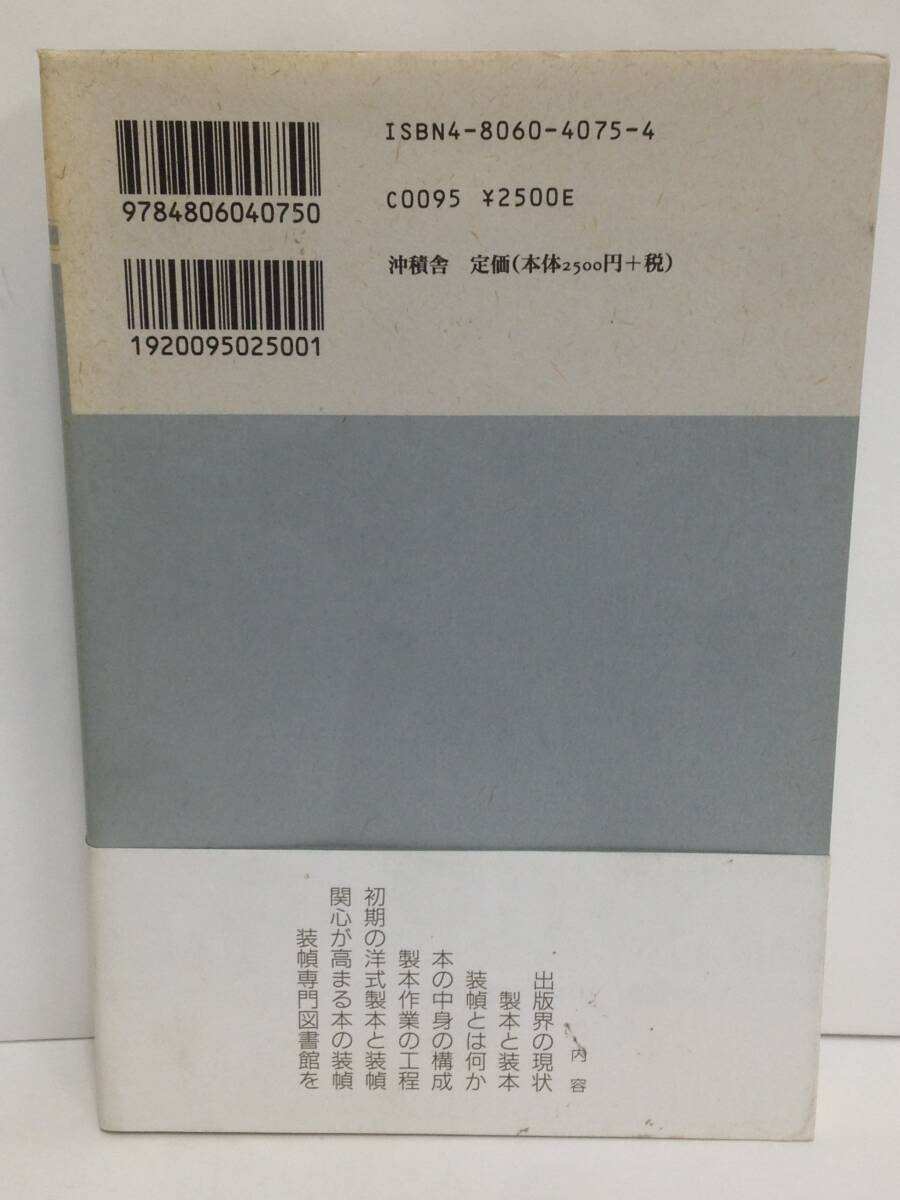 ISBN4-8060-4075-4
9784806040750
C0095 ¥2500E
沖積舎 定価(本体2500円+税)
1920095025001
内容
出版界の現状
製本と装本
装幀とは何か
本の中身の構成
製本作業の工程
初期の洋式製本と装幀
関心が高まる本の装幀
装幀専門図書館を